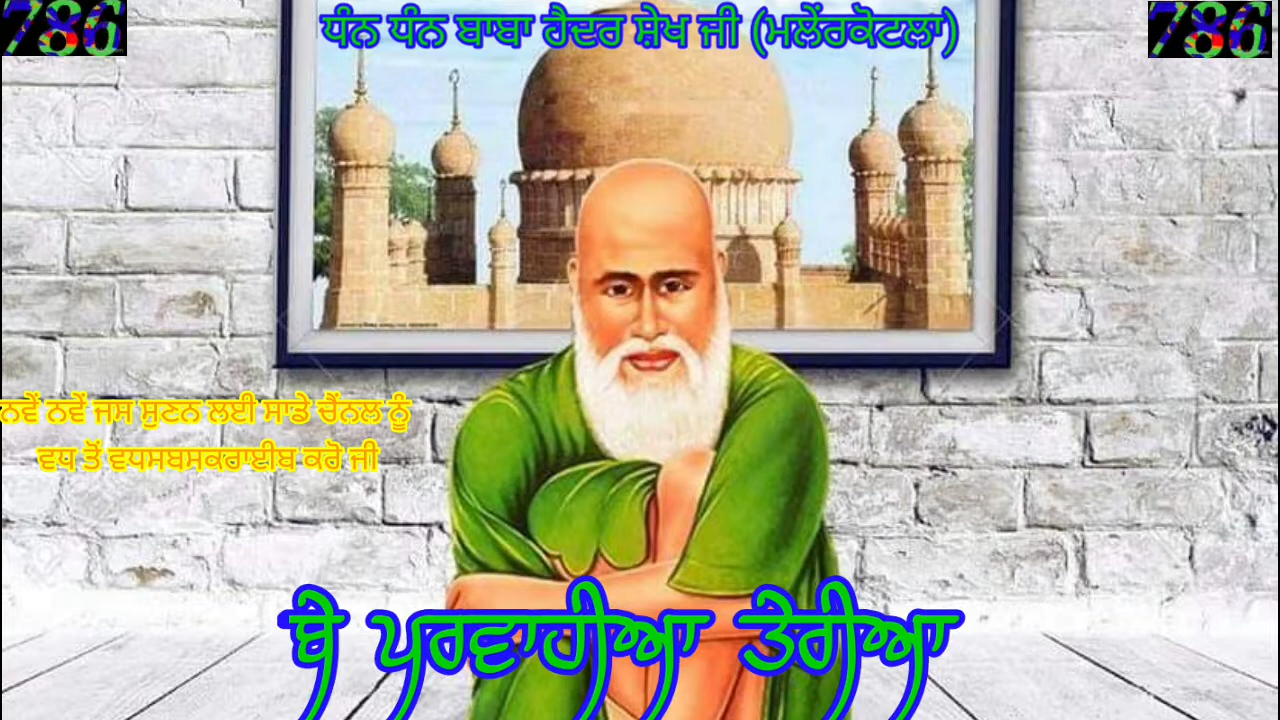 786
ਧੰਨ ਧੰਨ ਬਾਬਾ ਹੈਦਰ ਸ਼ੇਖ ਜੀ (ਮਲੇਂਰਕੋਟਲਾ)
786
ਨਵੇਂ ਨਵੇਂ ਜਸ ਸੁਣਨ ਲਈ ਸਾਡੇ ਚੈਂਨਲ ਨੂੰ
ਵਧ ਤੋਂ ਵਧਸਬਸਕਰਾਈਬ ਕਰੋ ਜੀ
ਬੇ ਪਰਵਾਹੀਆ ਤੇਰੀਆ